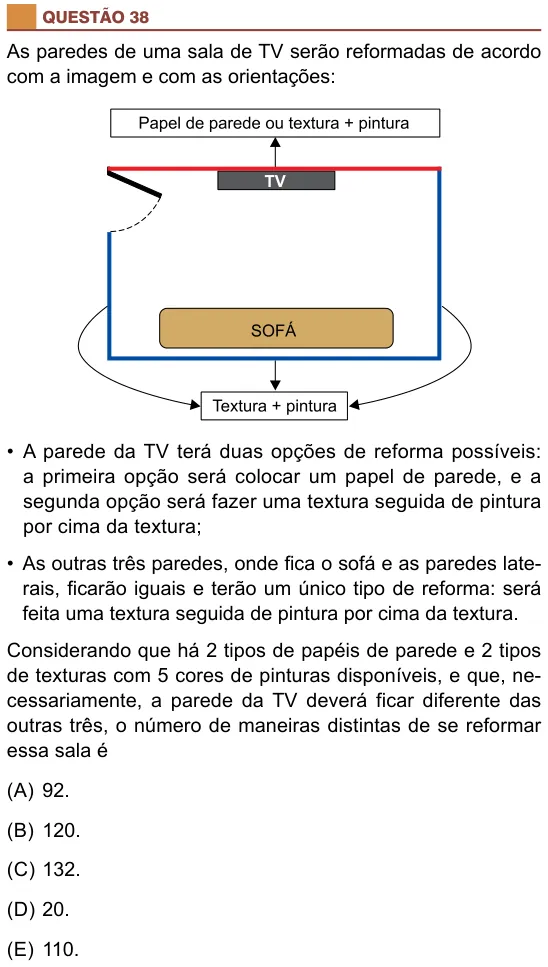 QUESTÃO 38
As paredes de uma sala de TV serão reformadas de acordo
com a imagem e com as orientações:
Papel de parede ou textura + pintura
TV
SOFÁ
Textura + pintura
• A parede da TV terá duas opções de reforma possíveis:
a primeira opção será colocar um papel de parede, e a
segunda opção será fazer uma textura seguida de pintura
por cima da textura;
• As outras três paredes, onde fica o sofá e as paredes late-
rais, ficarão iguais e terão um único tipo de reforma: será
feita uma textura seguida de pintura por cima da textura.
Considerando que há 2 tipos de papéis de parede e 2 tipos
de texturas com 5 cores de pinturas disponíveis, e que, ne-
cessariamente, a parede da TV deverá ficar diferente das
outras três, o número de maneiras distintas de se reformar
essa sala é
(A) 92.
(B) 120.
(C) 132.
(D) 20.
(E) 110.